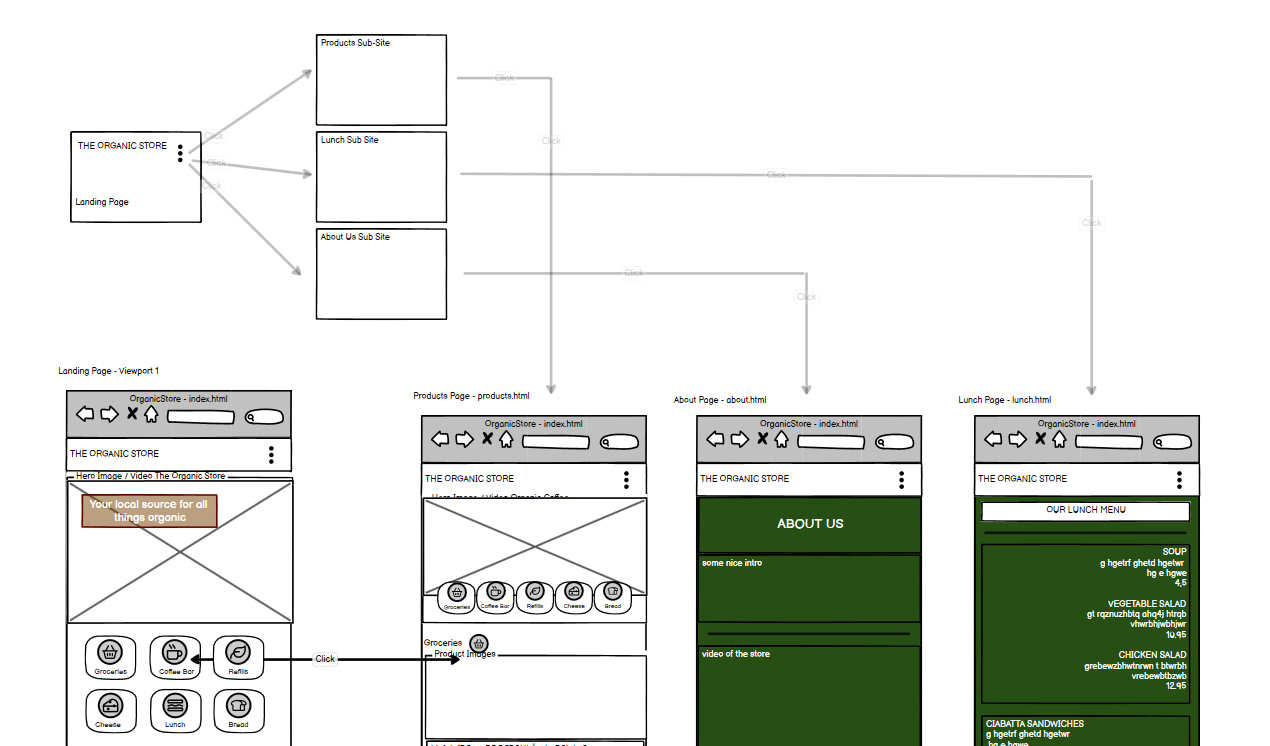 Products Sub-Site
Click
Click
Click
Lunch Sub Site
THE ORGANIC STORE
Click
Click
Click
Click
Landing Page
Click
About Us Sub Site
Click
Click
Landing Page - Viewport 1
OrganicStore - index.html
THE ORGANIC STORE
Hero Image / Video The Organic Store
Your local source for all
things organic
Groceries
Coffee Bar
Refills
Cheese
Lunch
Bread
Click
Products Page - products.html
OrganicStore - index.html
THE ORGANIC STORE
Hero Image / Video Organic Coffee
Groceries
Coffee Bar
Refills
Cheese
Bread
Groceries
Product Images
About Page - about.html
OrganicStore - index.html
THE ORGANIC STORE
ABOUT US
some nice intro
video of the store
Lunch Page - lunch.html
OrganicStore - index.html
THE ORGANIC STORE
OUR LUNCH MENU
SOUP
g hgetrf ghetd hgetwr
hg e hgwe
4,5
VEGETABLE SALAD
gt rqznuzhbtq ahq4j htrqb
vhwrbhjwbhjwr
10.95
CHICKEN SALAD
grebewzbhwtnrwn t btwrbh
vrebewbtbzwb
12.95
CIABATTA SANDWICHES
g hgetrf ghetd hgetwr
hg e hgwe